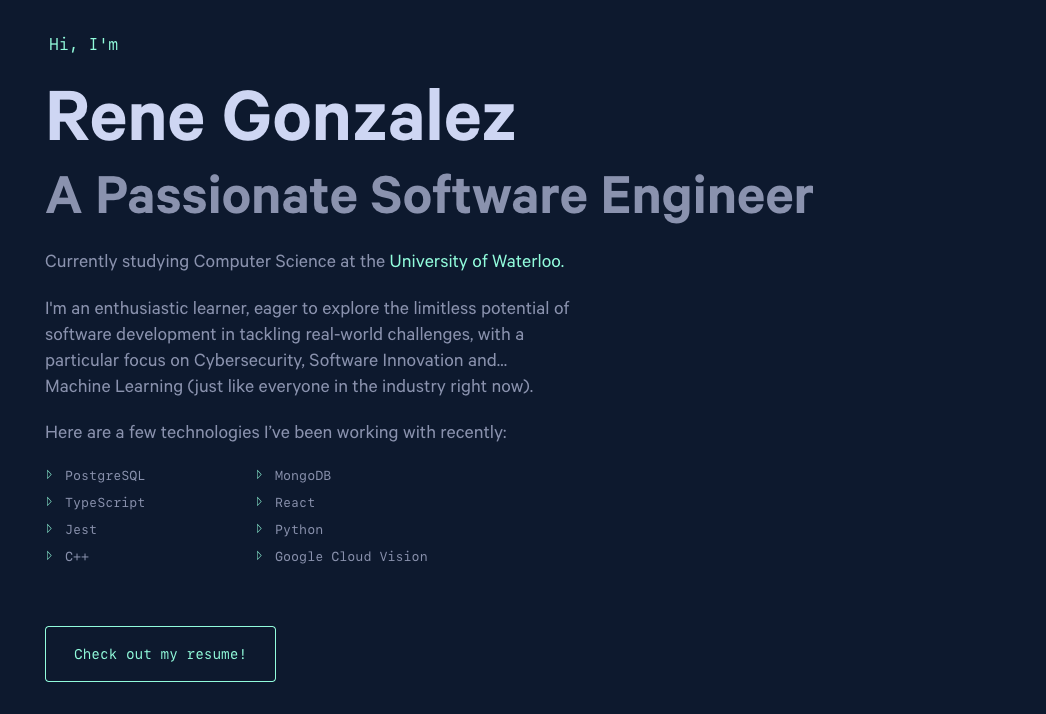 Hi, I'm
Rene Gonzalez
A Passionate Software Engineer
Currently studying Computer Science at the University of Waterloo.
I'm an enthusiastic learner, eager to explore the limitless potential of
software development in tackling real-world challenges, with a
particular focus on Cybersecurity, Software Innovation and...
Machine Learning (just like everyone in the industry right now).
Here are a few technologies I’ve been working with recently:
PostgreSQL
MongoDB
TypeScript
React
Jest
Python
C++
Google Cloud Vision
Check out my resume!